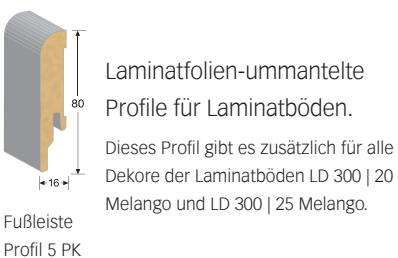 80
16
Laminatfolien-ummantelte
Profile für Laminatböden.
Dieses Profil gibt es zusätzlich für alle
Dekore der Laminatböden LD 300 | 20
Melango und LD 300 | 25 Melango.
Fußleiste
Profil 5 PK